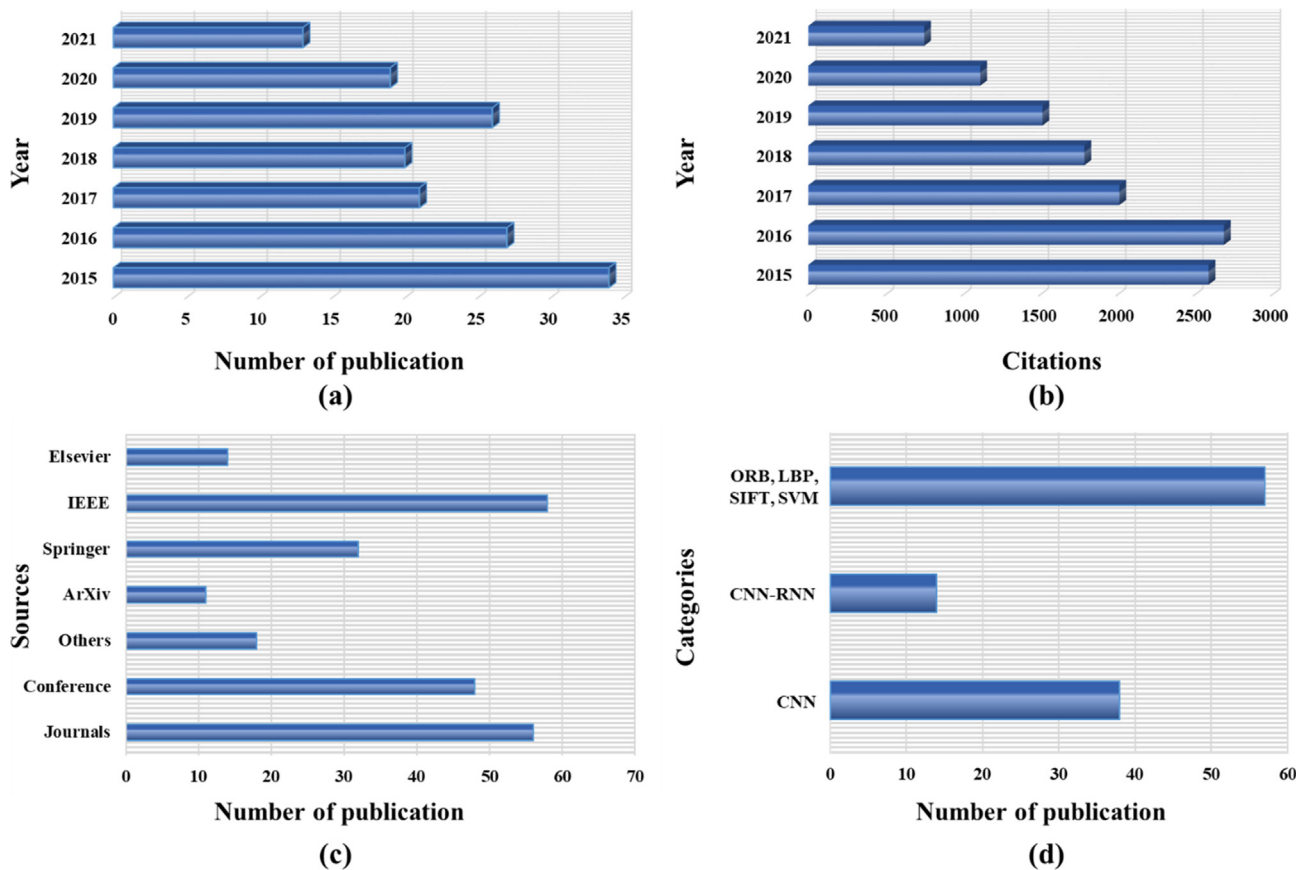 2021
2020
2019
2018
2017
2016
2015
Year
0 5 10 15 20 25 30 35
Number of publication
(a)
2021
2020
2019
2018
2017
2016
2015
Year
0 500 1000 1500 2000 2500 3000
Citations
(b)
Elsevier
IEEE
Springer
ArXiv
Others
Conference
Journals
Sources
0 10 20 30 40 50 60 70
Number of publication
(c)
ORB, LBP,
SIFT, SVM
CNN-RNN
CNN
Categories
0 10 20 30 40 50 60
Number of publication
(d)